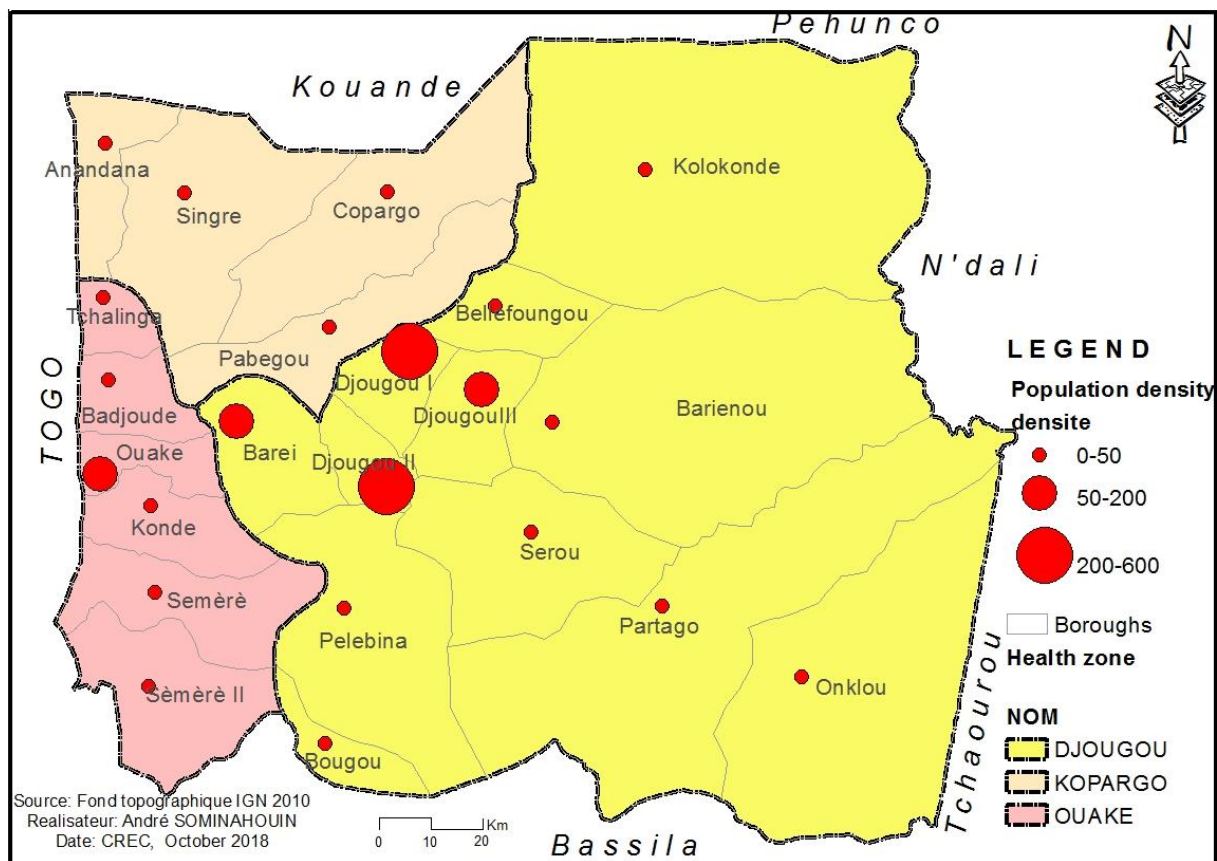 Pehunco
Kouande
N
Anandana
Singre
Copargo
Kolokonde
N'dali
Tchalinga
Bellefoungou
TOGO
Pabegou
Djougou I
DjougouIII
Barienou
Badjoude
Ouake
Barei
Djougou II
Konde
Serou
Semèrè
Pelebina
Partago
Sèmèrè II
Onklou
Bougou
Tchaourou
Bassila
LEGEND
Population density
densite
0-50
50-200
200-600
Boroughs
Health zone
NOM
DJOUGOU
KOPARGO
OUAKE
Source: Fond topographique IGN 2010
Realisateur: André SOMINAHOUIN
Date: CREC, October 2018
Km
0 10 20